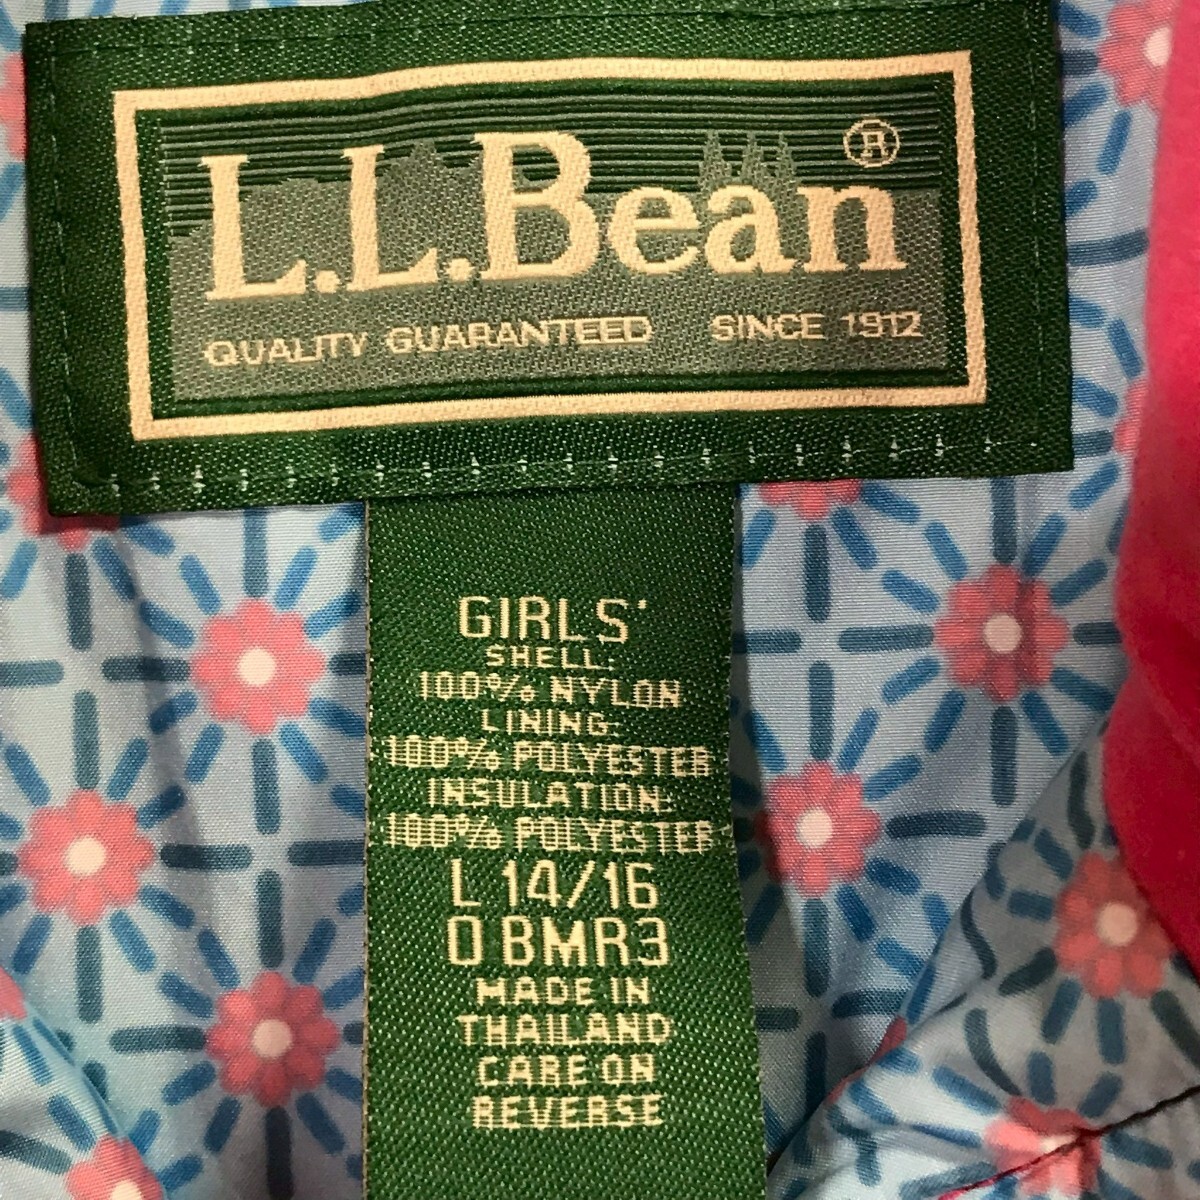 L.L.Bean®
QUALITY GUARANTEED SINCE 1912
GIRLS'
SHELL:
100% NYLON
LINING:
100% POLYESTER
INSULATION:
100% POLYESTER
L 14/16
0 BMR3
MADE IN
THAILAND
CARE ON
REVERSE